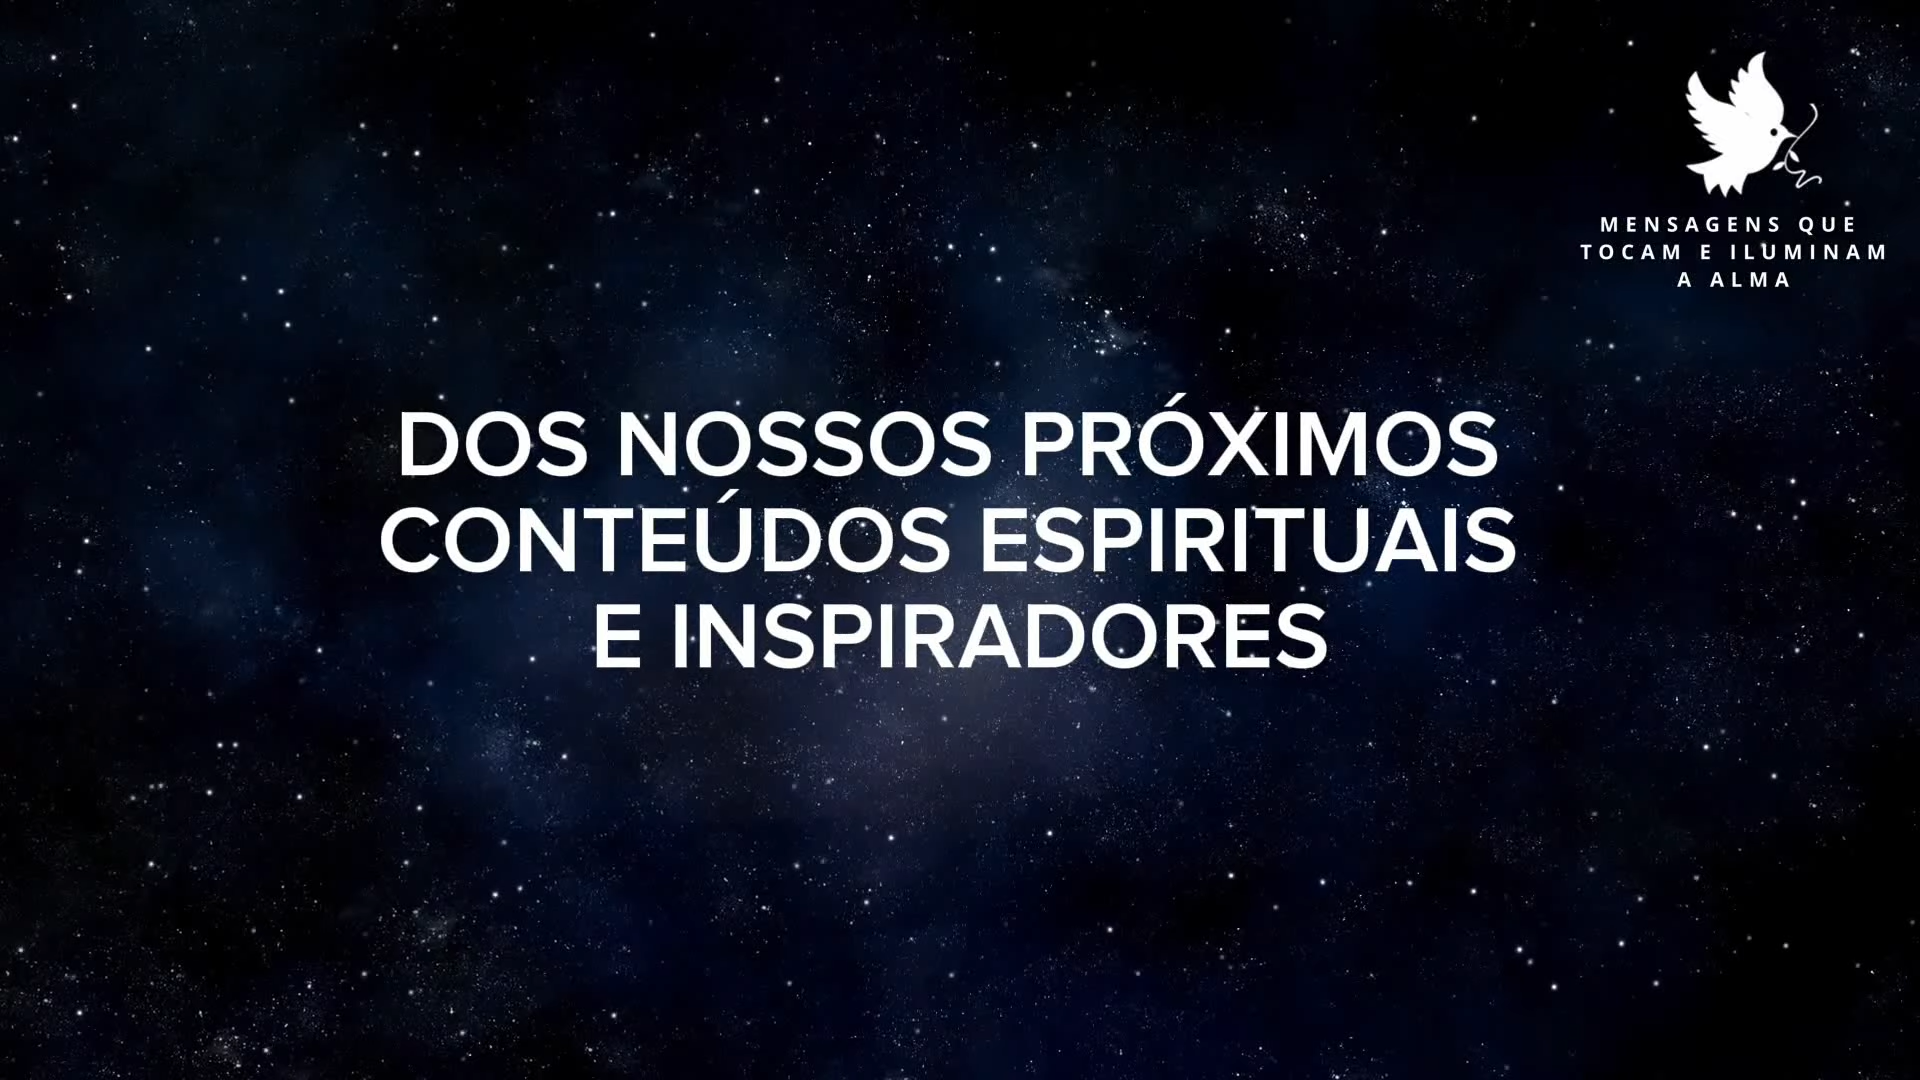 MENSAGENS QUE
TOCAM E ILUMINAM
A ALMA
DOS NOSSOS PRÓXIMOS
CONTEÚDOS ESPIRITUAIS
E INSPIRADORES